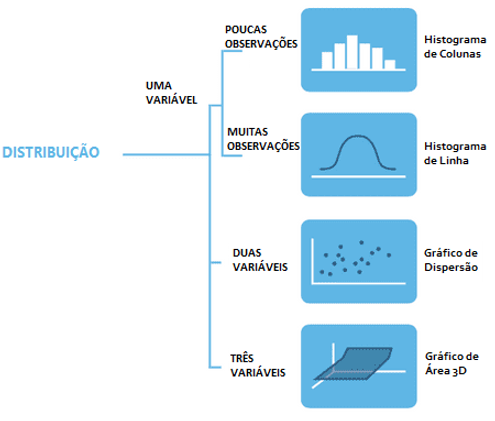 POUCAS
OBSERVAÇÕES
Histograma
de Colunas
UMA
VARIÁVEL
DISTRIBUIÇÃO
MUITAS
OBSERVAÇÕES
Histograma
de Linha
DUAS
VARIÁVEIS
Gráfico de
Dispersão
TRÊS
VARIÁVEIS
Gráfico de
Área 3D